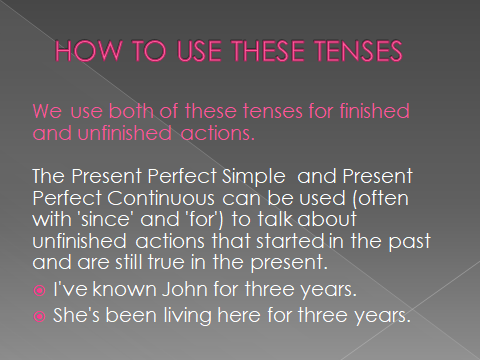 HOW TO USE THESE TENSES
We use both of these tenses for finished
and unfinished actions.
The Present Perfect Simple and Present
Perfect Continuous can be used (often
with 'since' and 'for') to talk about
unfinished actions that started in the past
and are still true in the present.
I've known John for three years.
She's been living here for three years.